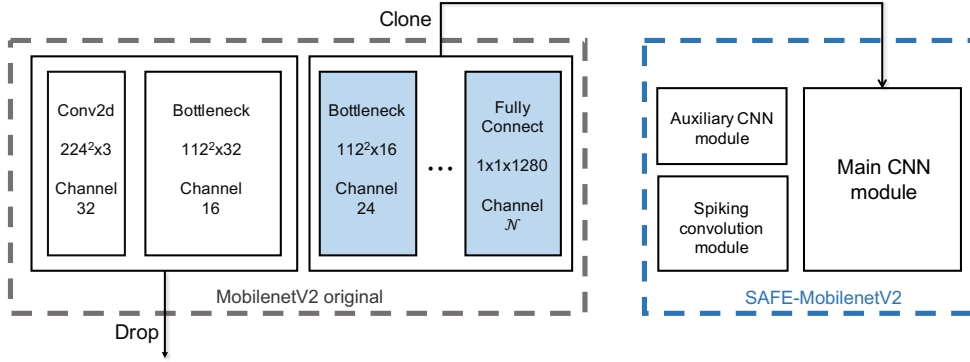 Clone
Conv2d
224²x3
Channel
32
Bottleneck
112²x32
Channel
16
Bottleneck
112²x16
Channel
24
...
Fully
Connect
1x1x1280
Channel
𝒩
MobilenetV2 original
Drop
Auxiliary CNN
module
Spiking
convolution
module
Main CNN
module
SAFE-MobilenetV2